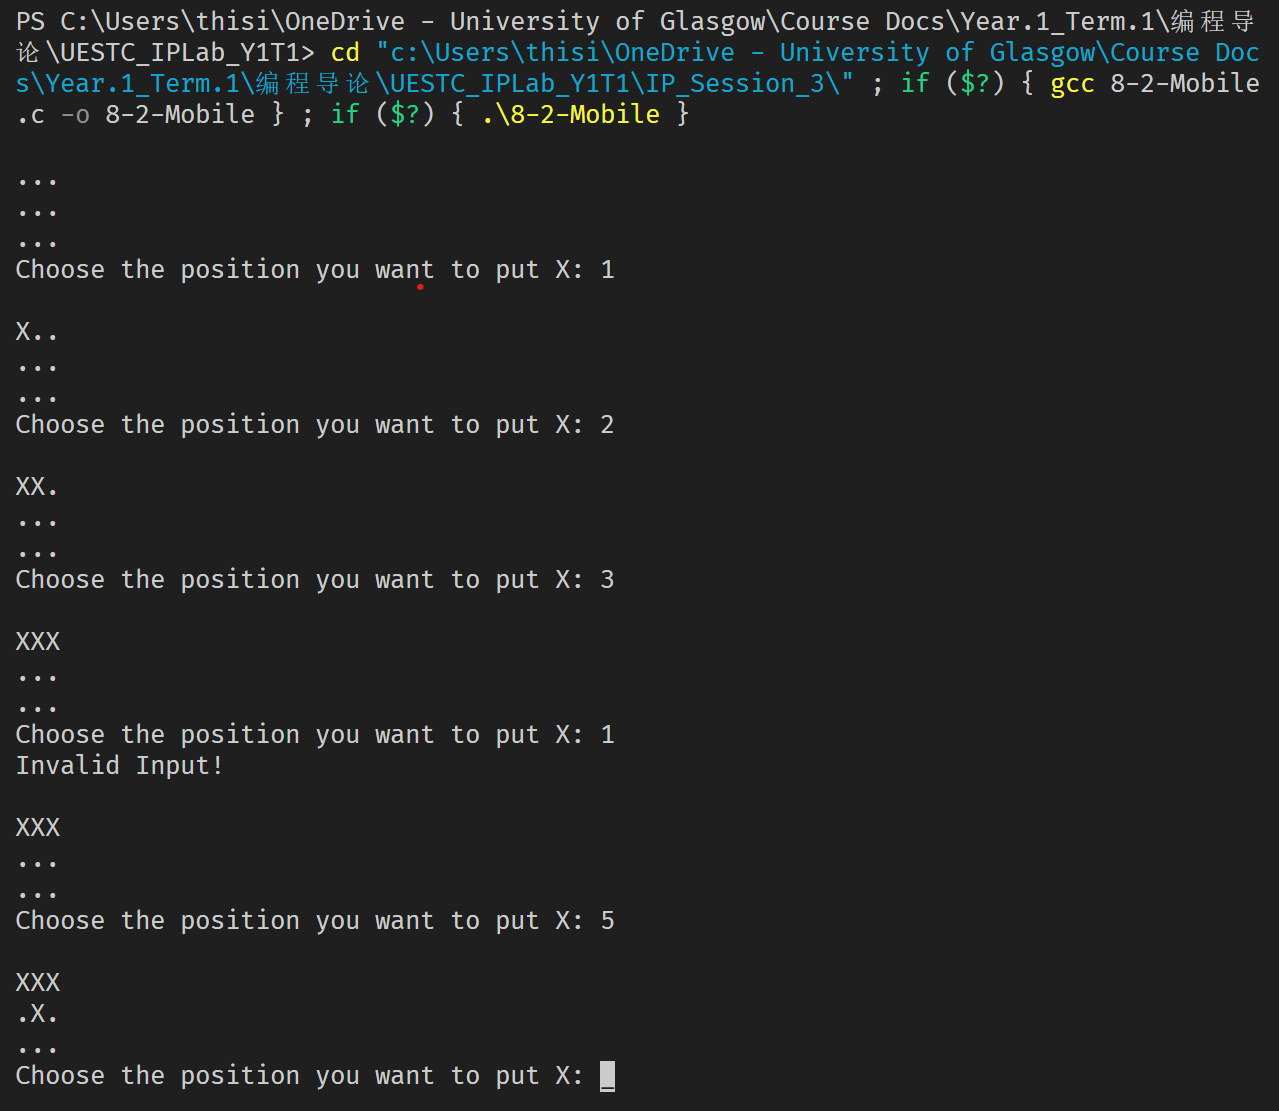 PS C:\Users\thisi\OneDrive - University of Glasgow\Course Docs\Year.1_Term.1\编程导
论\UESTC_IPLab_Y1T1> cd "c:\Users\thisi\OneDrive - University of Glasgow\Course Doc
s\Year.1_Term.1\编程导论\UESTC_IPLab_Y1T1\IP_Session_3\" ; if ($?) { gcc 8-2-Mobile
.c -o 8-2-Mobile } ; if ($?) { .\8-2-Mobile }
...
...
...
Choose the position you want to put X: 1
X..
...
...
Choose the position you want to put X: 2
XX.
...
...
Choose the position you want to put X: 3
XXX
...
...
Choose the position you want to put X: 1
Invalid Input!
XXX
...
...
Choose the position you want to put X: 5
XXX
.X.
...
Choose the position you want to put X: